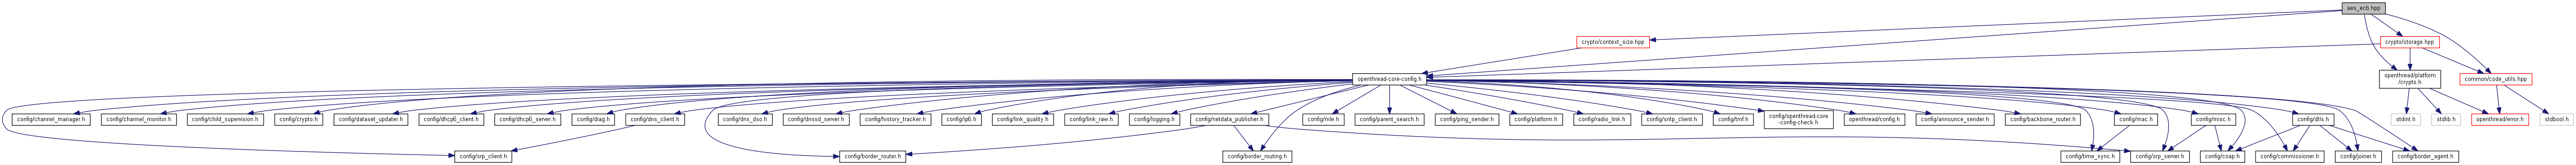 aes_ecb.hpp
crypto/context_size.hpp
crypto/storage.hpp
openthread-core-config.h
openthread/platform
/crypto.h
common/code_utils.hpp
config/channel_manager.h
config/channel_monitor.h
config/child_supervision.h
config/crypto.h
config/dataset_updater.h
config/dhcp6_client.h
config/dhcp6_server.h
config/diag.h
config/dns_client.h
config/dns_dso.h
config/dnssd_server.h
config/history_tracker.h
config/ip6.h
config/link_quality.h
config/link_raw.h
config/logging.h
config/netdata_publisher.h
config/mle.h
config/parent_search.h
config/ping_sender.h
config/platform.h
config/radio_link.h
config/sntp_client.h
config/tmf.h
config/openthread-core
-config-check.h
openthread/config.h
config/announce_sender.h
config/backbone_router.h
config/mac.h
config/misc.h
config/dtls.h
stdint.h
stdlib.h
openthread/error.h
stdbool.h
config/srp_client.h
config/border_router.h
config/border_routing.h
config/time_sync.h
config/srp_server.h
config/coap.h
config/commissioner.h
config/joiner.h
config/border_agent.h